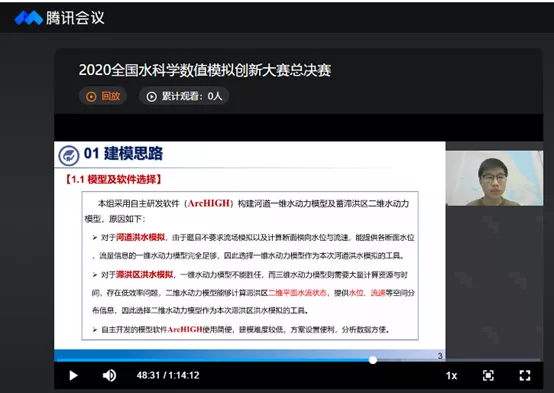 腾讯会议
2020全国水科学数值模拟创新大赛总决赛
回放 累计观看：0人
01 建模思路
【1.1 模型及软件选择】
本组采用自主研发软件（ArcHIGH）构建河道一维水动力模型及蓄滞洪区二维水动力
模型，原因如下：
➢ 对于河道洪水模拟，由于题目不要求流场模拟以及计算断面横向水位与流速，能提供各断面水位
、流量信息的一维水动力模型完全足够，因此选择一维水动力模型作为本次河道洪水模拟的工具。
➢ 对于滞洪区洪水模拟，一维水动力模型不能胜任，而三维水动力模型则需要大量计算资源与时
间，存在低效率问题，二维水动力模型能够计算滞洪区二维平面水流状态，提供水位、流速等空间分
布信息，因此选择二维水动力模型作为本次滞洪区洪水模拟的工具。
➢ 自主开发的模型软件ArcHIGH使用简便，建模难度较低，方案设置便利，分析数据方便。
3
48:31 / 1:14:12
1x